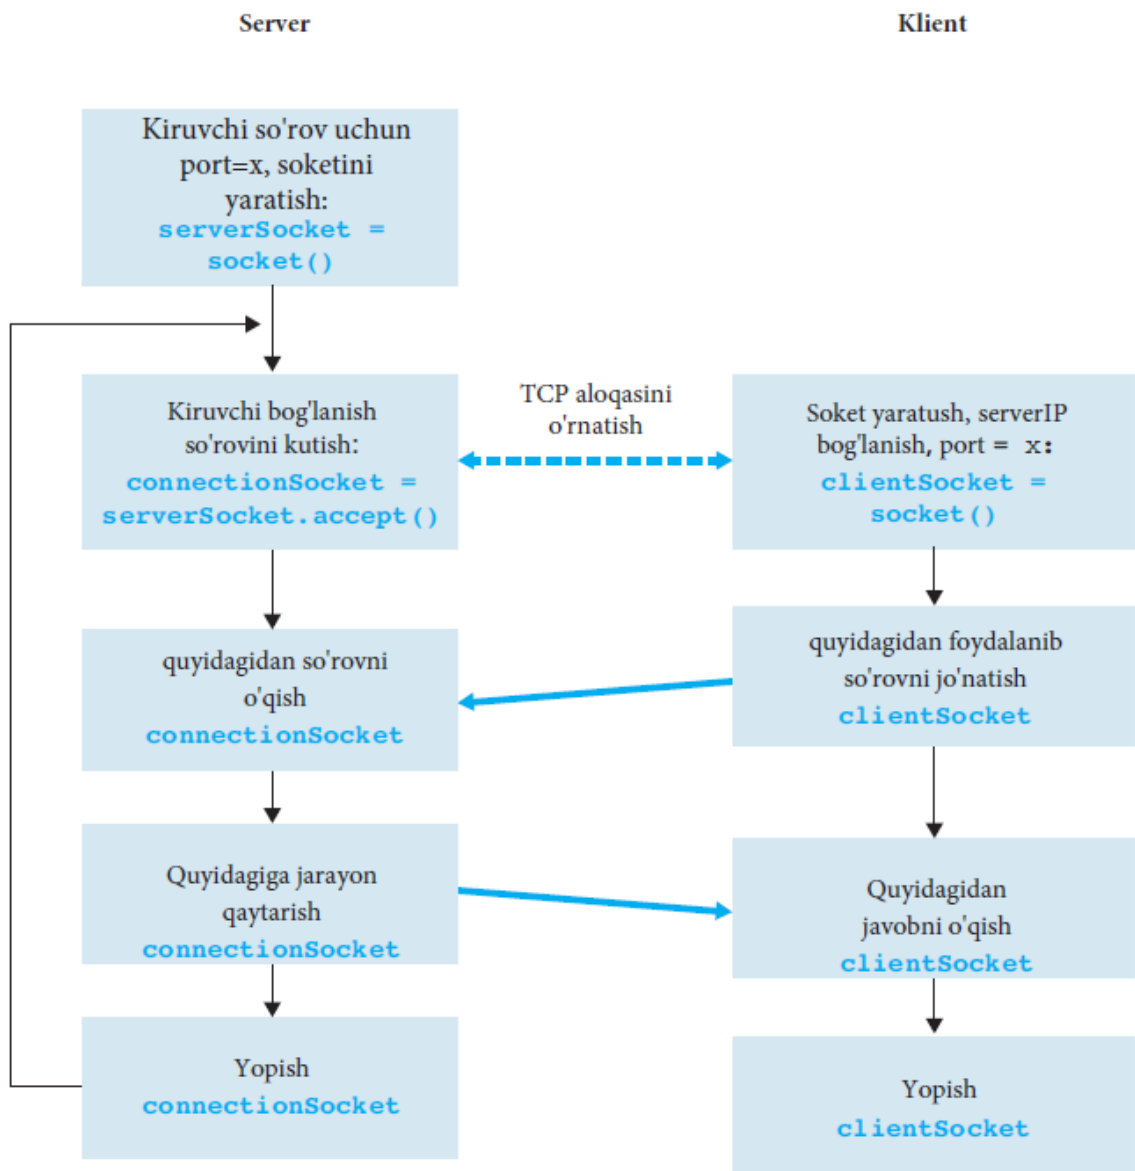 Server
Klient
Kiruvchi so'rov uchun
port=x, soketini
yaratish:
serverSocket =
socket()
TCP aloqasini
o'rnatish
Kiruvchi bog'lanish
so'rovini kutish:
connectionSocket =
serverSocket.accept()
Soket yaratush, serverIP
bog'lanish, port = x:
clientSocket =
socket()
quyidagidan so'rovni
o'qish
connectionSocket
quyidagidan foydalanib
so'rovni jo'natish
clientSocket
Quyidagiga jarayon
qaytarish
connectionSocket
Quyidagidan
javobni o'qish
clientSocket
Yopish
connectionSocket
Yopish
clientSocket